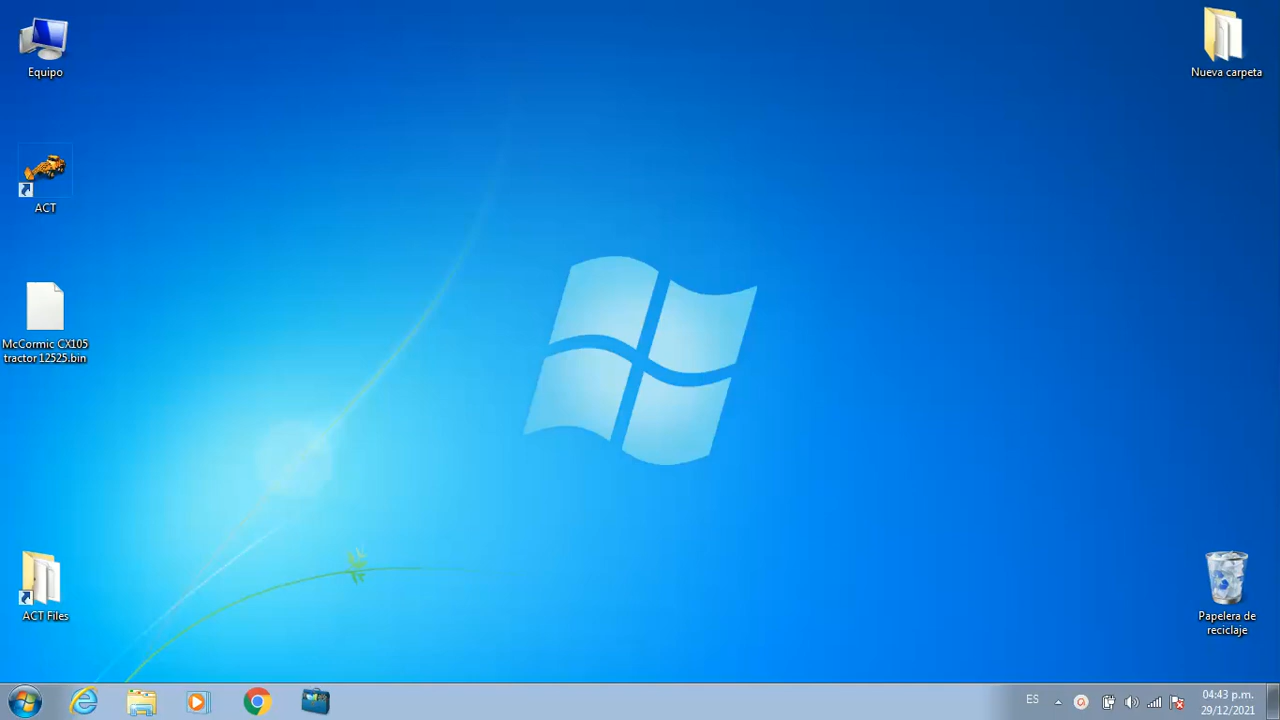 Equipo
Nueva carpeta
ACT
McCormic CX105
tractor 12525.bin
ACT Files
Papelera de
reciclaje
ES
04:43 p.m.
29/12/2021